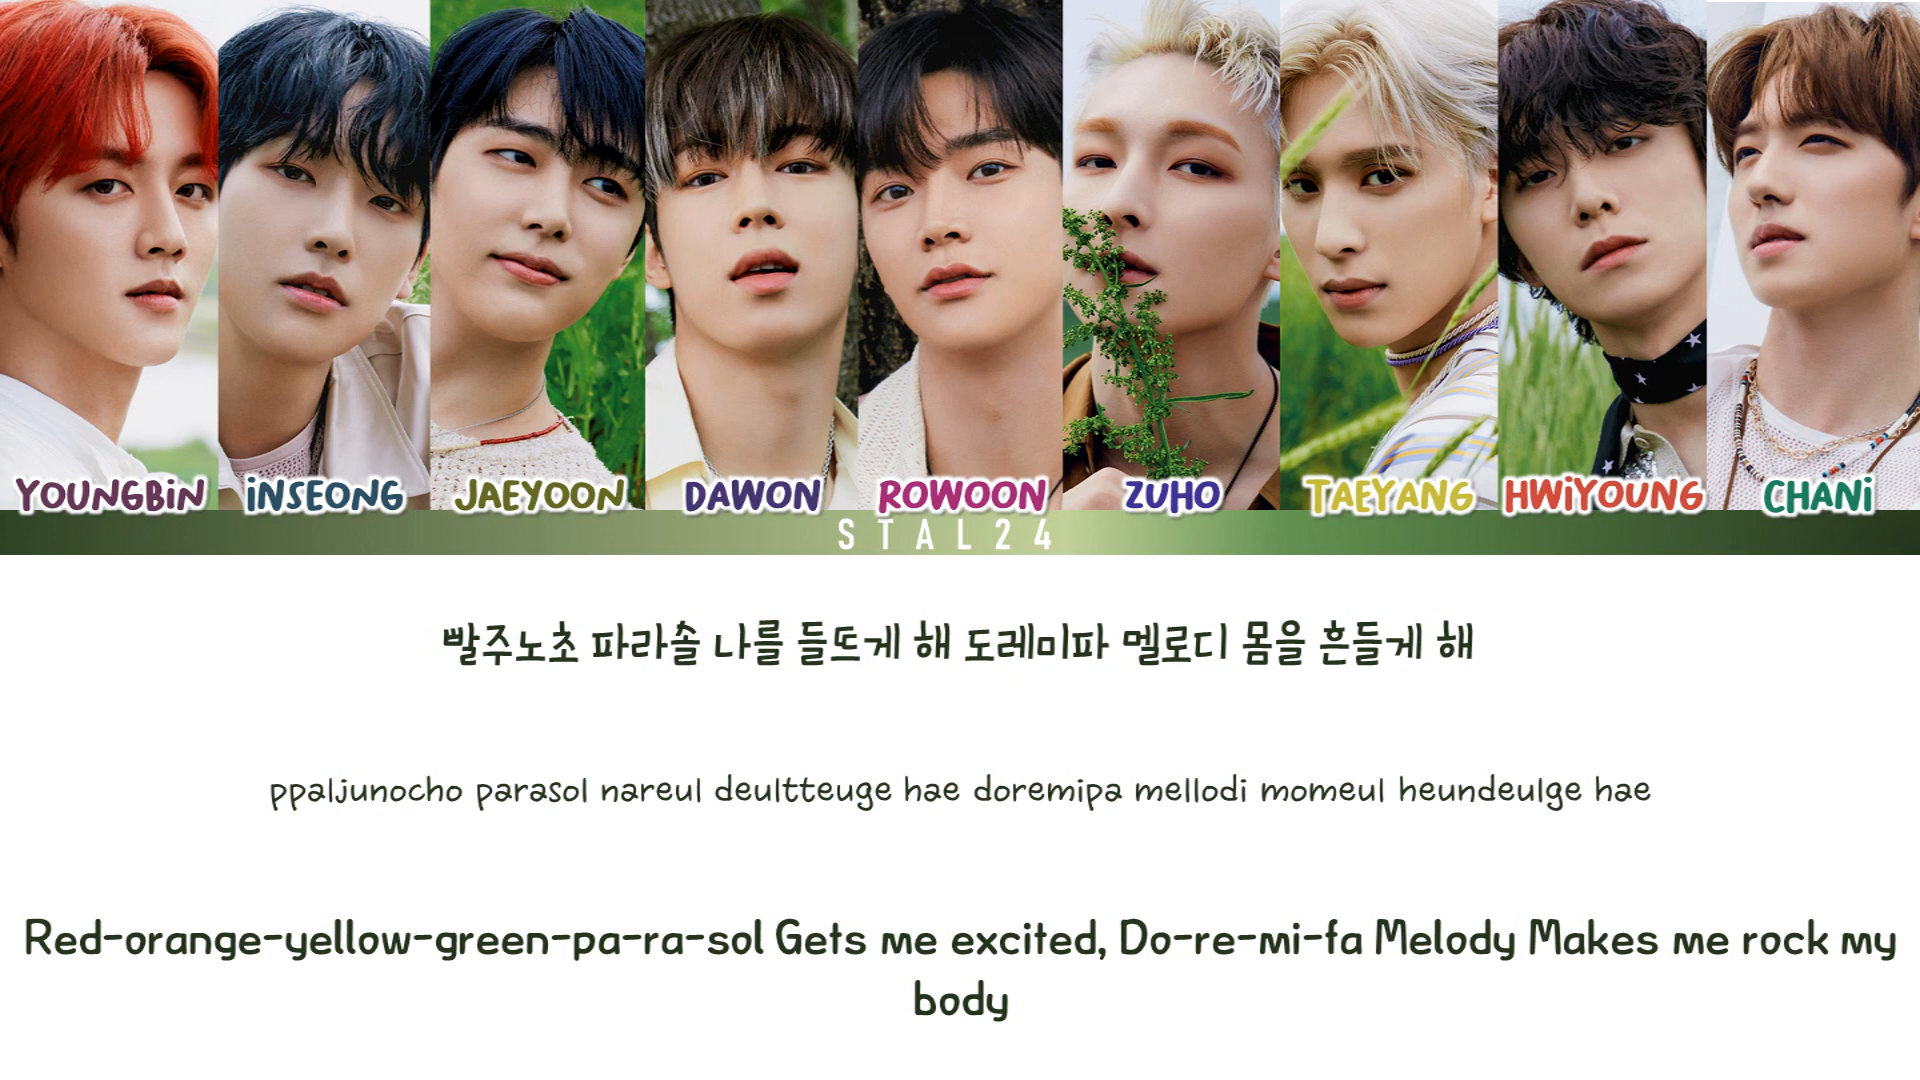 YOUNGBiN iNSEONG JAEYOON DAWON ROWOON ZUHO TAEYANG HWiYOUNG CHANi
STAL24
빨주노초 파라솔 나를 들뜨게 해 도레미파 멜로디 몸을 흔들게 해
ppaljunocho parasol nareul deultteuge hae doremipa mellodi momeul heundeulge hae
Red-orange-yellow-green-pa-ra-sol Gets me excited, Do-re-mi-fa Melody Makes me rock my
body